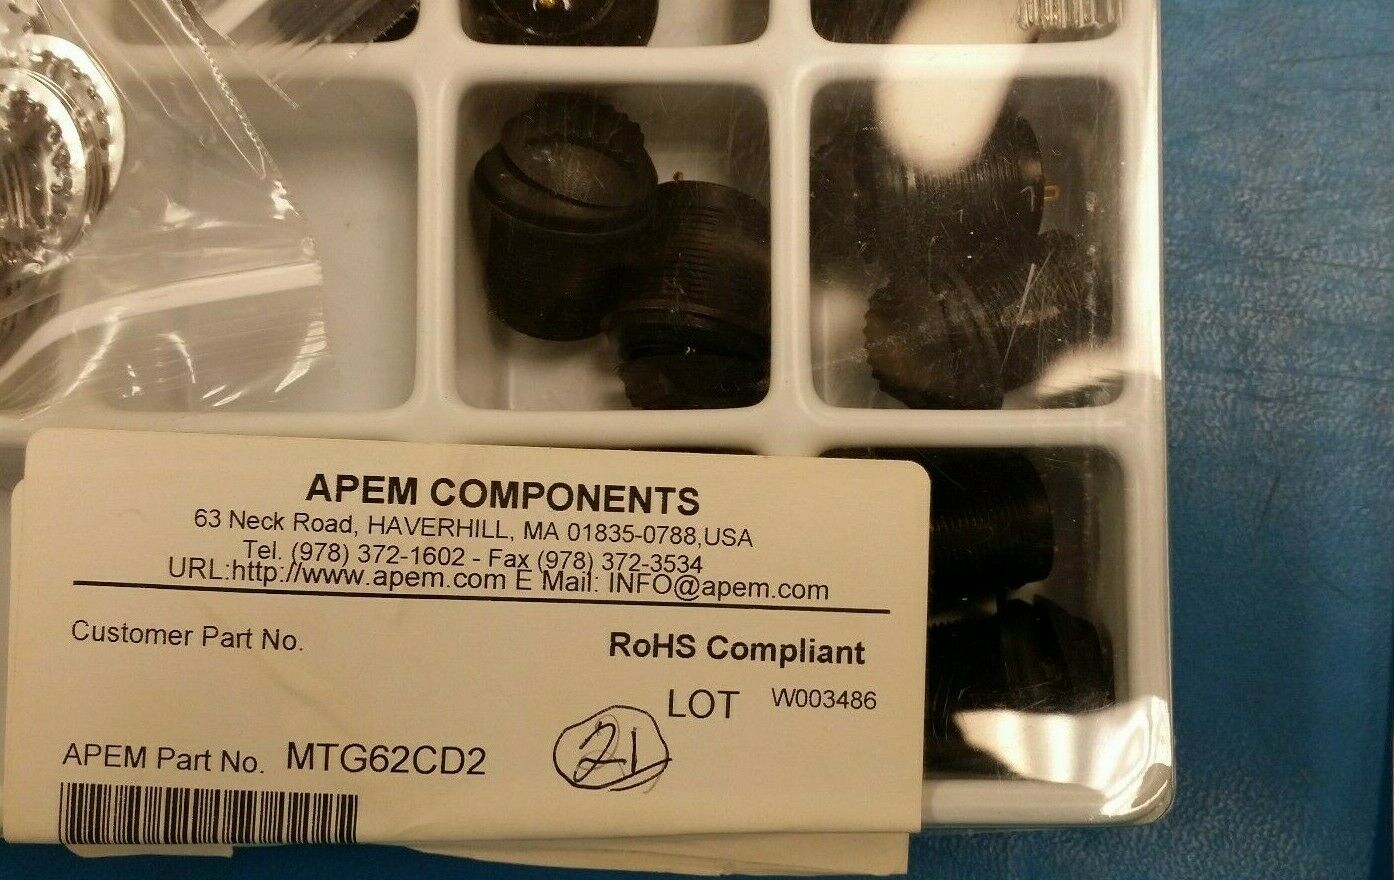 APEM COMPONENTS
63 Neck Road, HAVERHILL, MA 01835-0788,USA
Tel. (978) 372-1602 - Fax (978) 372-3534
URL:http://www.apem.com E Mail: INFO@apem.com
Customer Part No.
RoHS Compliant
LOT W003486
APEM Part No. MTG62CD2
21